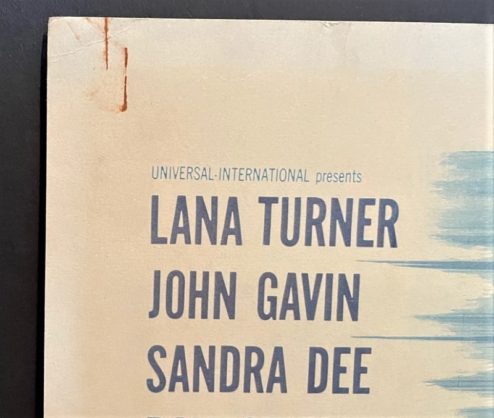 UNIVERSAL-INTERNATIONAL presents
LANA TURNER
JOHN GAVIN
SANDRA DEE